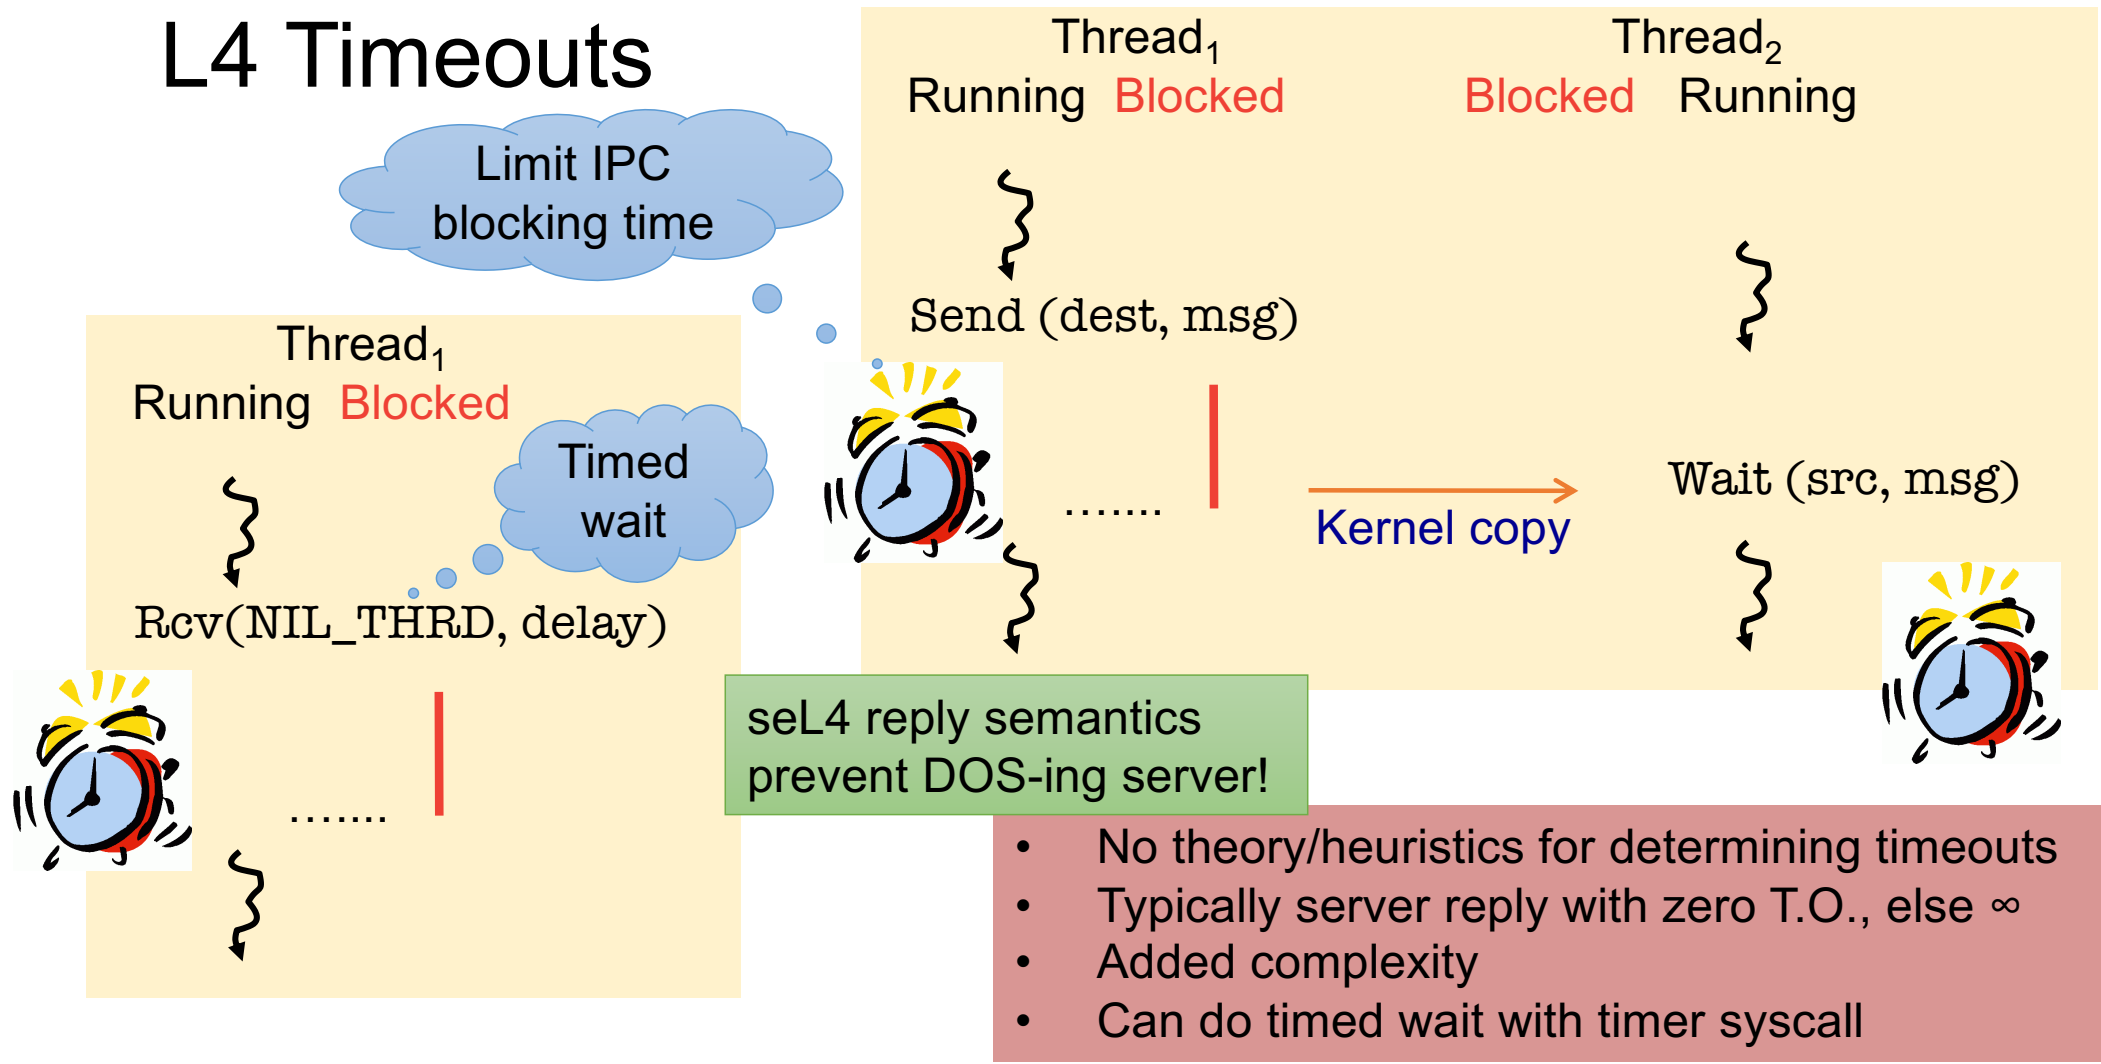 L4 Timeouts
Limit IPC
blocking time
Thread₁
Running Blocked
Timed
wait
Rcv(NIL_THRD, delay)
…....
Thread₁
Running Blocked
Send (dest, msg)
…....
Kernel copy
Thread₂
Blocked Running
Wait (src, msg)
seL4 reply semantics
prevent DOS-ing server!
• No theory/heuristics for determining timeouts
• Typically server reply with zero T.O., else ∞
• Added complexity
• Can do timed wait with timer syscall